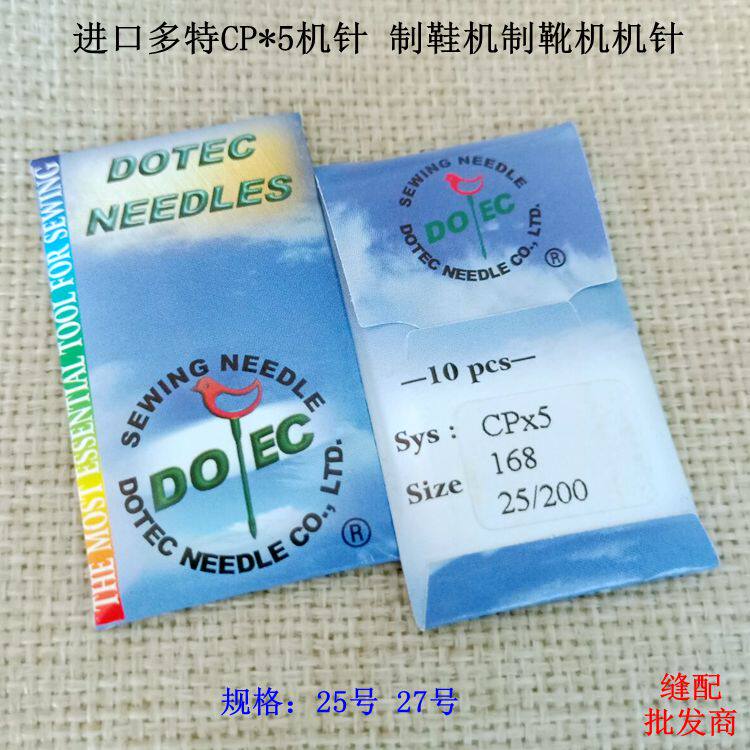 进口多特CP*5机针 制鞋机制靴机机针
DOTEC
NEEDLES
THE MOST ESSENTIAL TOOL FOR SEWING
SEWING NEEDLE
DOTEC
DOTEC NEEDLE CO., LTD.
®
SEWING NEEDLE
DOTEC
DOTEC NEEDLE CO., LTD.
®
—10 pcs—
Sys : CPx5
168
Size 25/200
规格：25号 27号
缝配
批发商